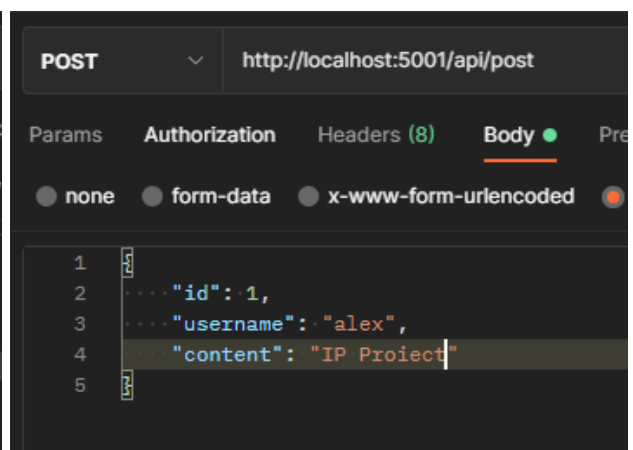 POST http://localhost:5001/api/post
Params Authorization Headers (8) Body Pre
none form-data x-www-form-urlencoded
1 {
2 "id": 1,
3 "username": "alex",
4 "content": "IP Proiect"
5 }